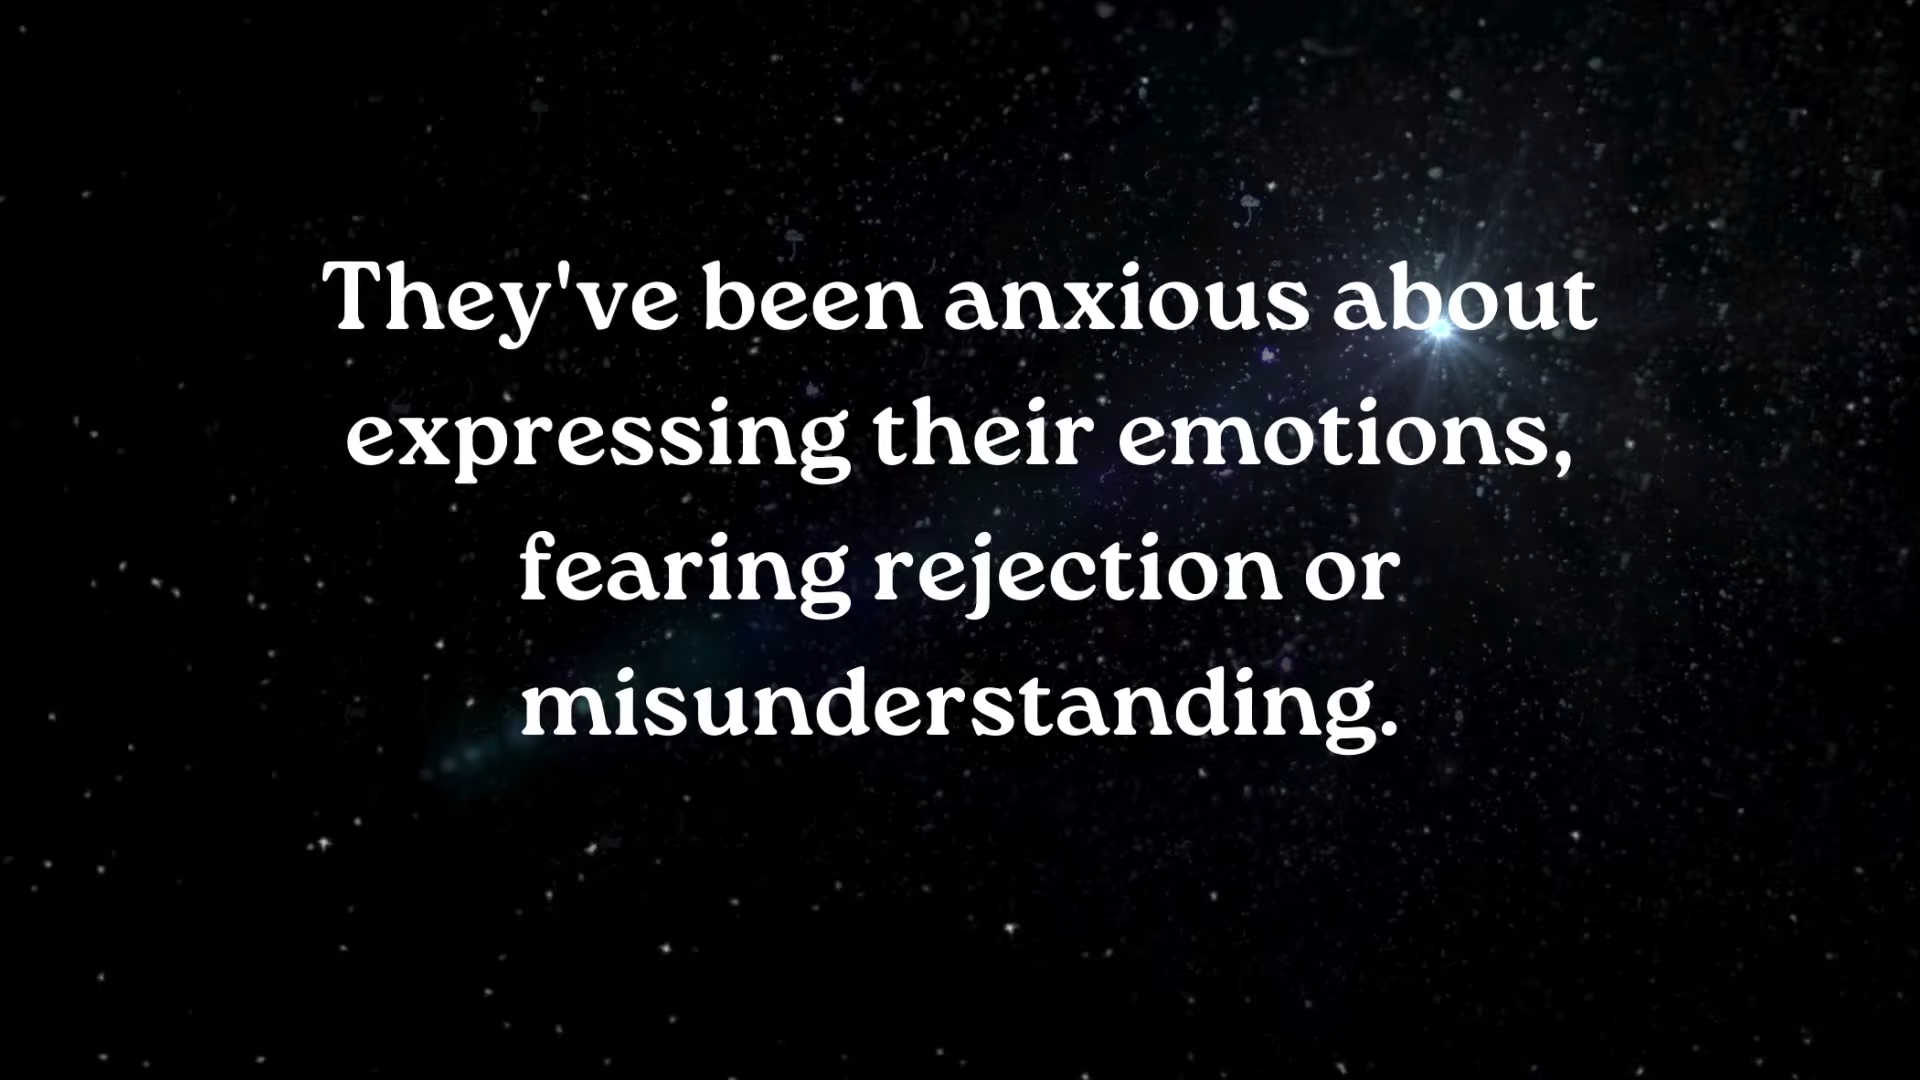 They've been anxious about
expressing their emotions,
fearing rejection or
misunderstanding.